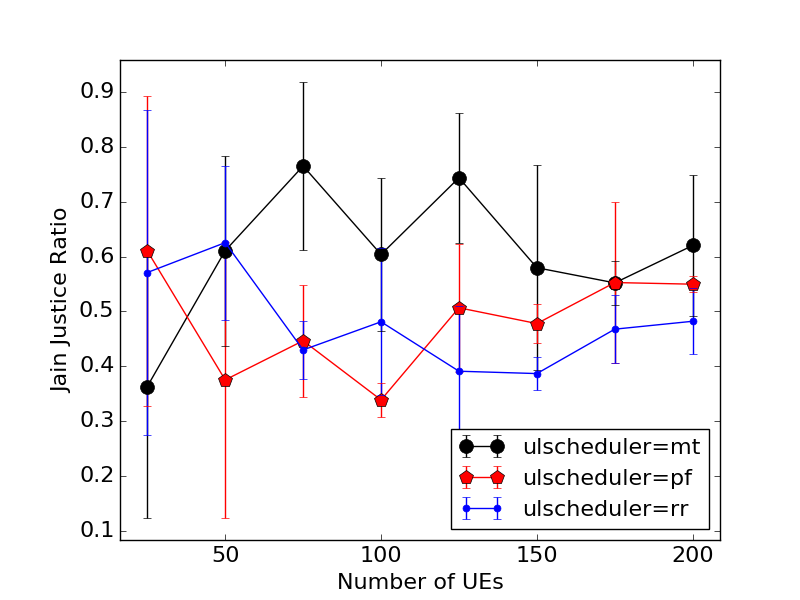 0.9
0.8
0.7
0.6
0.5
0.4
0.3
0.2
0.1
Jain Justice Ratio
50
100
150
200
Number of UEs
ulscheduler=mt
ulscheduler=pf
ulscheduler=rr